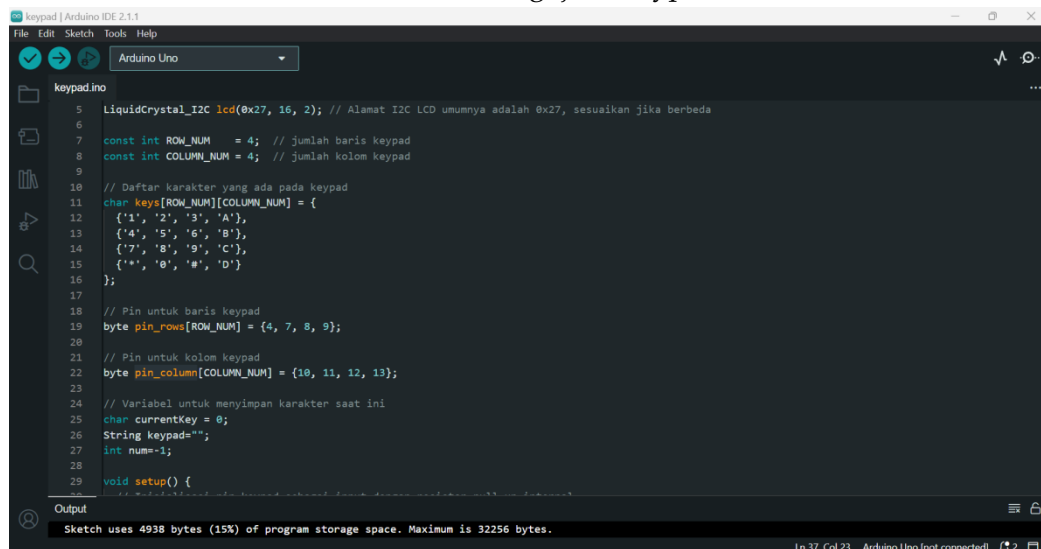 keypad | Arduino IDE 2.1.1
File Edit Sketch Tools Help
Arduino Uno
keypad.ino
5 LiquidCrystal_I2C lcd(0x27, 16, 2); // Alamat I2C LCD umumnya adalah 0x27, sesuaikan jika berbeda
6
7 const int ROW_NUM    = 4;  // jumlah baris keypad
8 const int COLUMN_NUM = 4;  // jumlah kolom keypad
9
10 // Daftar karakter yang ada pada keypad
11 char keys[ROW_NUM][COLUMN_NUM] = {
12   {'1', '2', '3', 'A'},
13   {'4', '5', '6', 'B'},
14   {'7', '8', '9', 'C'},
15   {'*', '0', '#', 'D'}
16 };
17
18 // Pin untuk baris keypad
19 byte pin_rows[ROW_NUM] = {4, 7, 8, 9};
20
21 // Pin untuk kolom keypad
22 byte pin_column[COLUMN_NUM] = {10, 11, 12, 13};
23
24 // Variabel untuk menyimpan karakter saat ini
25 char currentKey = 0;
26 String keypad="";
27 int num=-1;
28
29 void setup() {
Output
Sketch uses 4938 bytes (15%) of program storage space. Maximum is 32256 bytes.
Ln 37, Col 23 Arduino Uno [not connected] 2